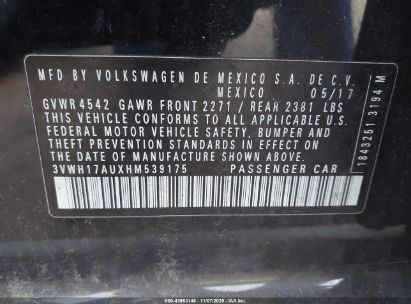 MFD BY VOLKSWAGEN DE MEXICO S.A. DE C.V.
MEXICO 05/17
GVWR 4542 GAWR FRONT 2271 / REAR 2381 LBS
THIS VEHICLE CONFORMS TO ALL APPLICABLE U.S.
FEDERAL MOTOR VEHICLE SAFETY, BUMPER AND
THEFT PREVENTION STANDARDS IN EFFECT ON
THE DATE OF MANUFACTURE SHOWN ABOVE.
3VWH17AUXHM539175 PASSENGER CAR
1843251 3194 M